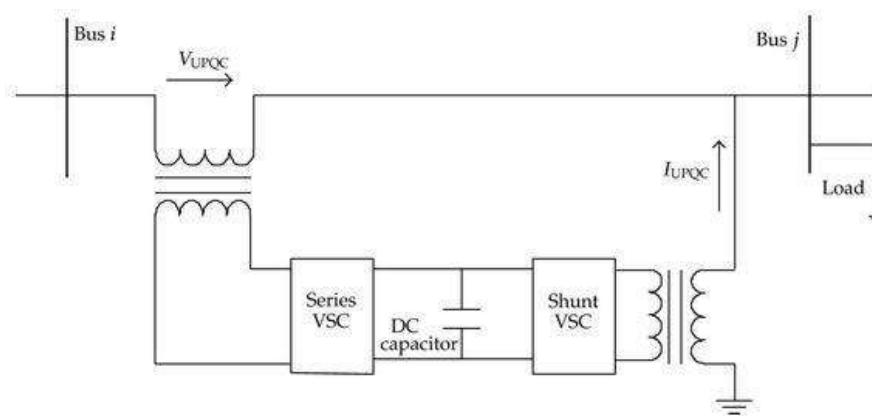 Bus i
V_UPQC
Bus j
I_UPQC
Load
Series
VSC
DC
capacitor
Shunt
VSC